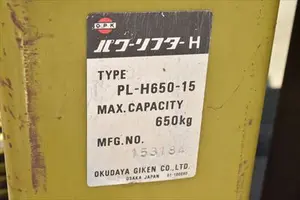 O.P.K
パワーリフターH
TYPE
PL-H650-15
MAX. CAPACITY
650kg
MFG. NO.
OKUDAYA GIKEN CO., LTD.
OSAKA JAPAN